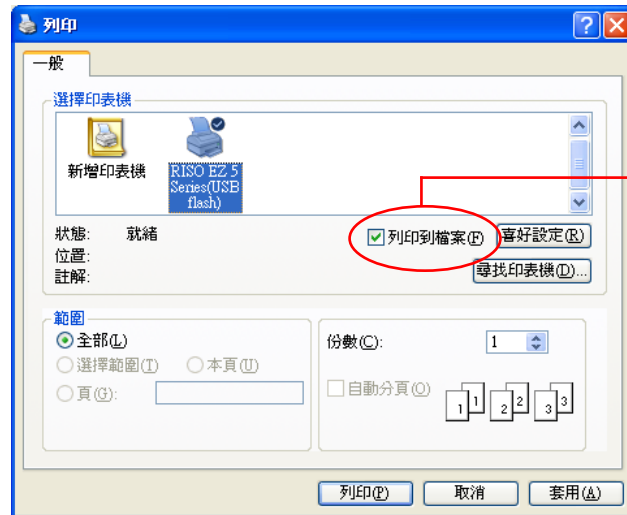 列印
一般
選擇印表機
新增印表機
RISO EZ 5
Series(USB
flash)
狀態: 就緒
位置:
註解:
列印到檔案(F)
喜好設定(R)
尋找印表機(D)...
範圍
全部(L)
選擇範圍(T) 本頁(U)
頁(G):
份數(C): 1
自動分頁(O)
1 1 2 2 3 3
列印(P) 取消 套用(A)